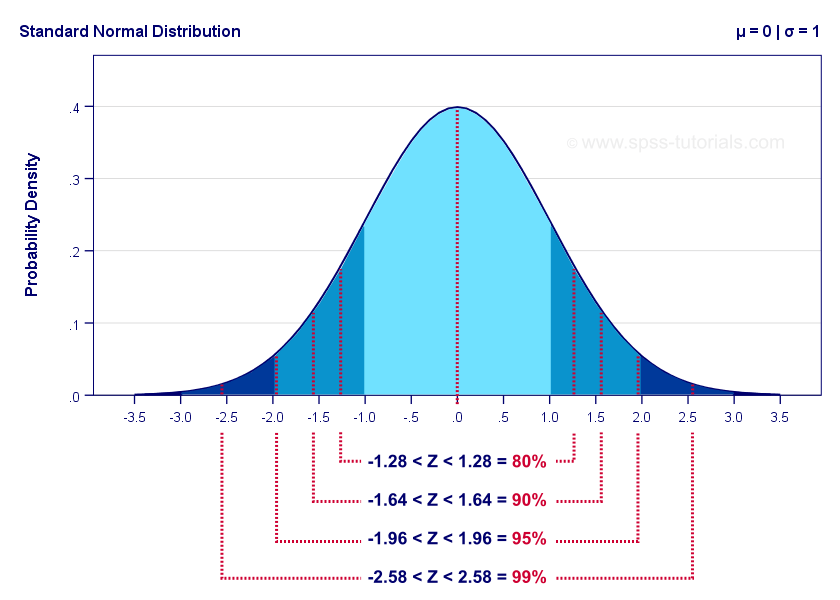 Standard Normal Distribution
μ = 0 | σ = 1
© www.spss-tutorials.com
Probability Density
.4
.3
.2
.1
.0
-3.5 -3.0 -2.5 -2.0 -1.5 -1.0 -.5 .0 .5 1.0 1.5 2.0 2.5 3.0 3.5
-1.28 < Z < 1.28 = 80%
-1.64 < Z < 1.64 = 90%
-1.96 < Z < 1.96 = 95%
-2.58 < Z < 2.58 = 99%